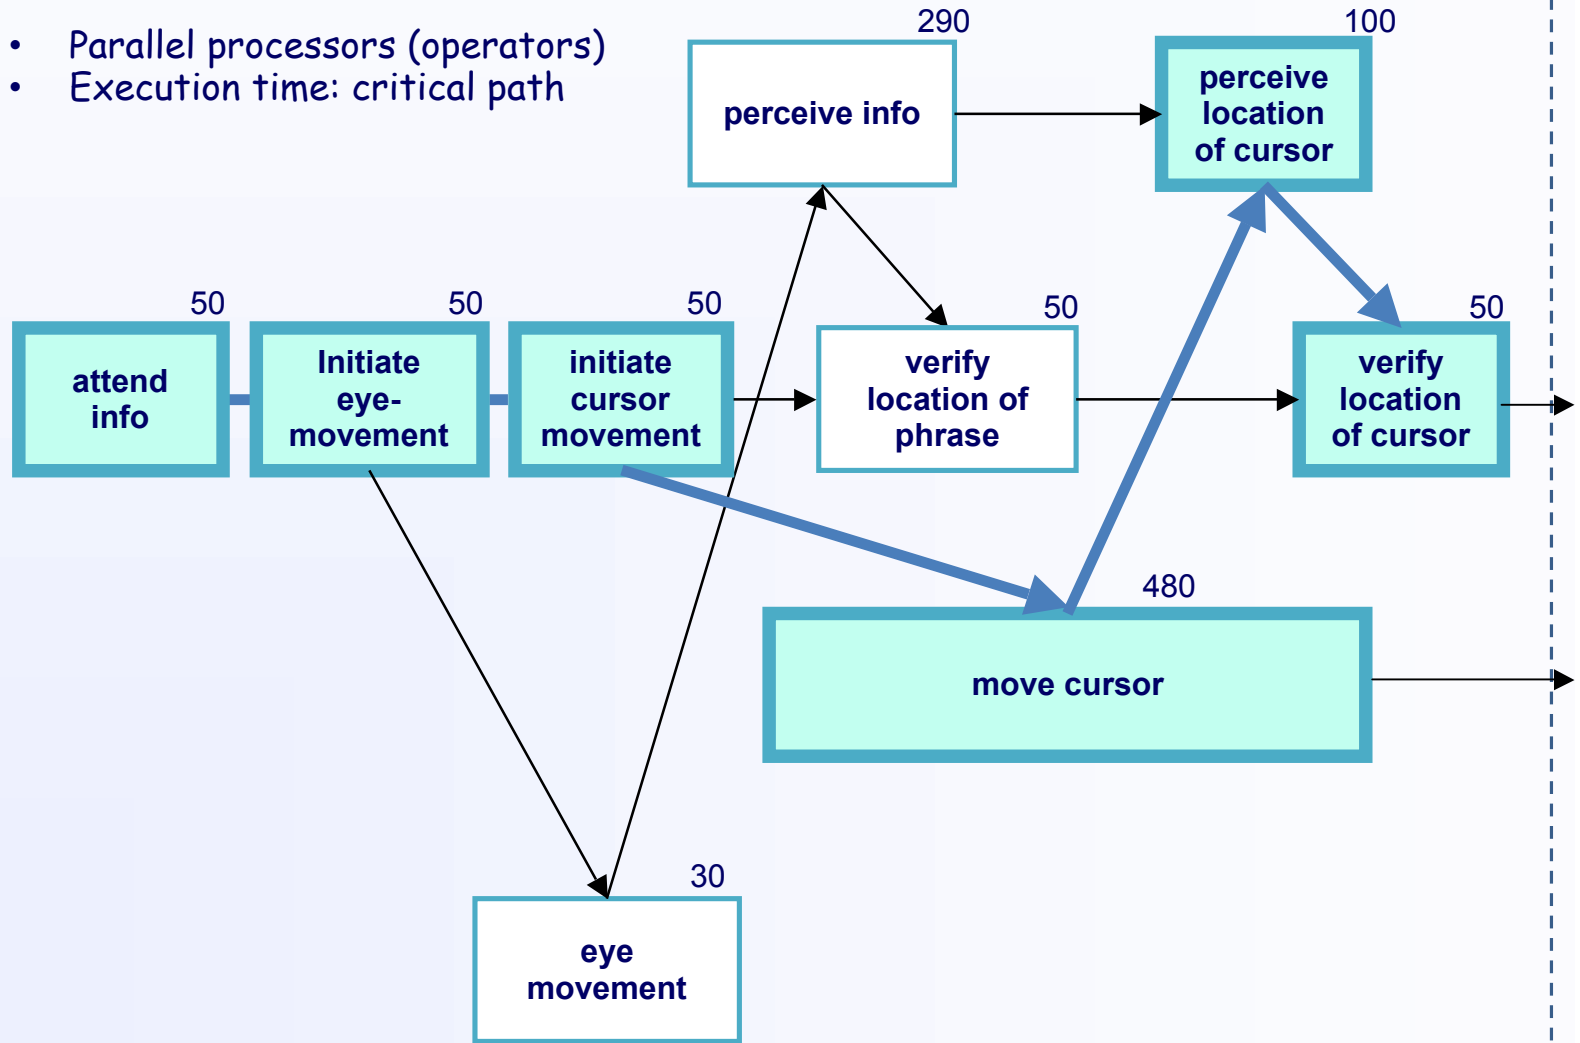 • Parallel processors (operators)
• Execution time: critical path
290
perceive info
100
perceive
location
of cursor
50
attend
info
50
Initiate
eye-
movement
50
initiate
cursor
movement
50
verify
location of
phrase
50
verify
location
of cursor
480
move cursor
30
eye
movement